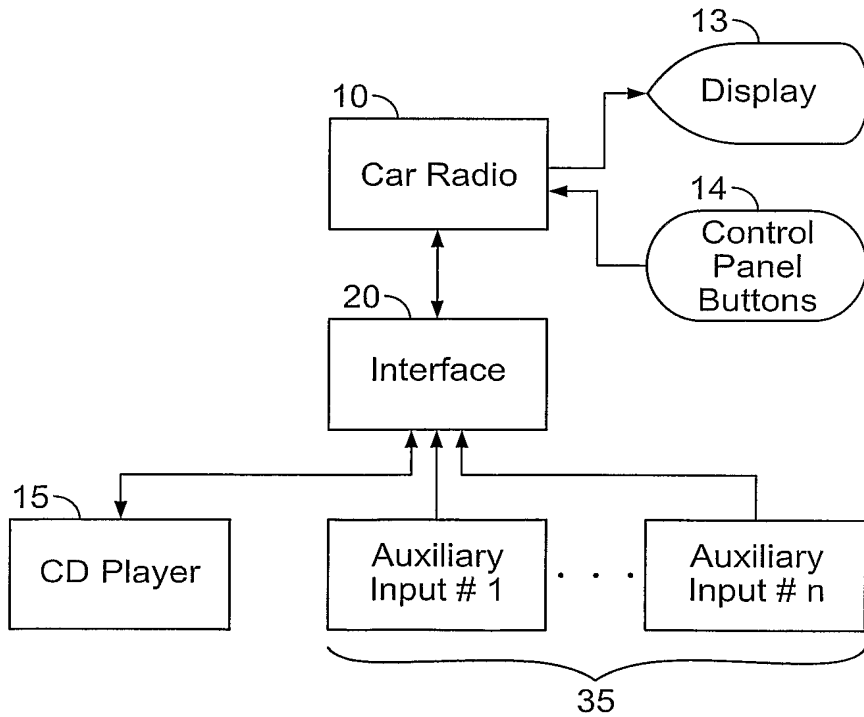 13
Display
10
Car Radio
14
Control
Panel
Buttons
20
Interface
15
CD Player
Auxiliary
Input # 1
. . .
Auxiliary
Input # n
35